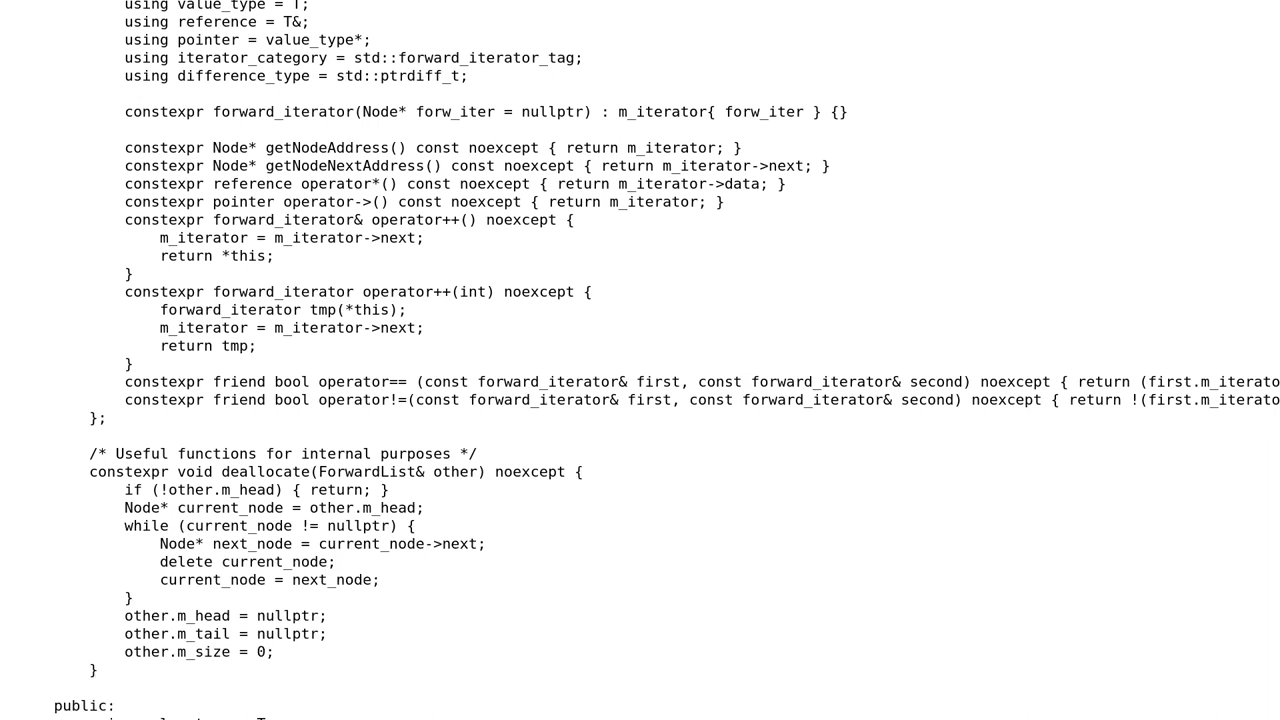 using value_type = T;
using reference = T&;
using pointer = value_type*;
using iterator_category = std::forward_iterator_tag;
using difference_type = std::ptrdiff_t;
constexpr forward_iterator(Node* forw_iter = nullptr) : m_iterator{ forw_iter } {}
constexpr Node* getNodeAddress() const noexcept { return m_iterator; }
constexpr Node* getNodeNextAddress() const noexcept { return m_iterator->next; }
constexpr reference operator*() const noexcept { return m_iterator->data; }
constexpr pointer operator->() const noexcept { return m_iterator; }
constexpr forward_iterator& operator++() noexcept {
m_iterator = m_iterator->next;
return *this;
}
constexpr forward_iterator operator++(int) noexcept {
forward_iterator tmp(*this);
m_iterator = m_iterator->next;
return tmp;
}
constexpr friend bool operator== (const forward_iterator& first, const forward_iterator& second) noexcept { return (first.m_iterato
constexpr friend bool operator!=(const forward_iterator& first, const forward_iterator& second) noexcept { return !(first.m_iterato
};
/* Useful functions for internal purposes */
constexpr void deallocate(ForwardList& other) noexcept {
if (!other.m_head) { return; }
Node* current_node = other.m_head;
while (current_node != nullptr) {
Node* next_node = current_node->next;
delete current_node;
current_node = next_node;
}
other.m_head = nullptr;
other.m_tail = nullptr;
other.m_size = 0;
}
public: